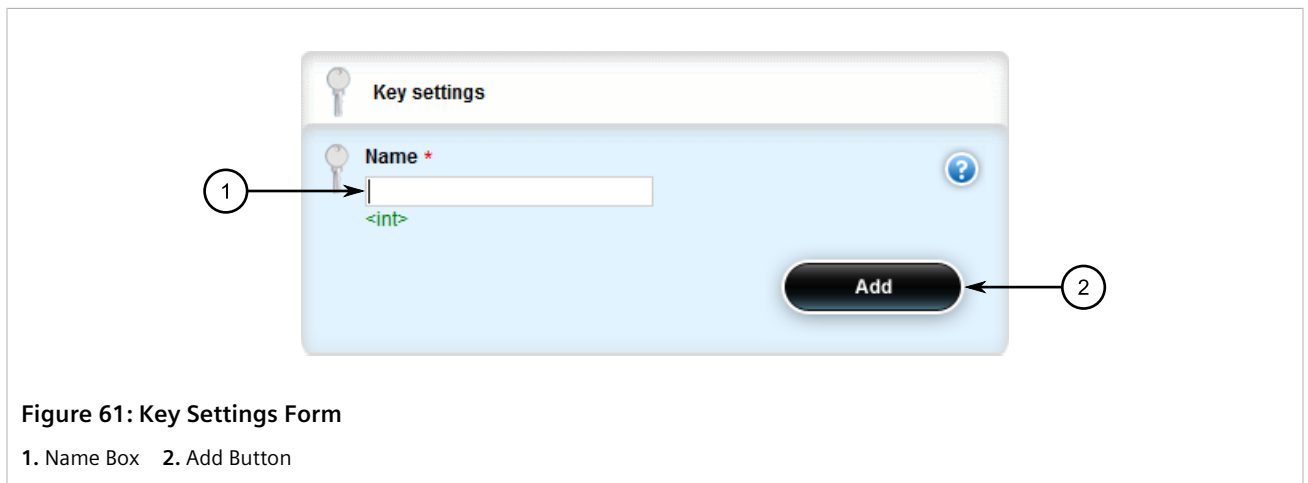 Key settings
Name *
1
<int>
?
Add
2
Figure 61: Key Settings Form
1. Name Box 2. Add Button